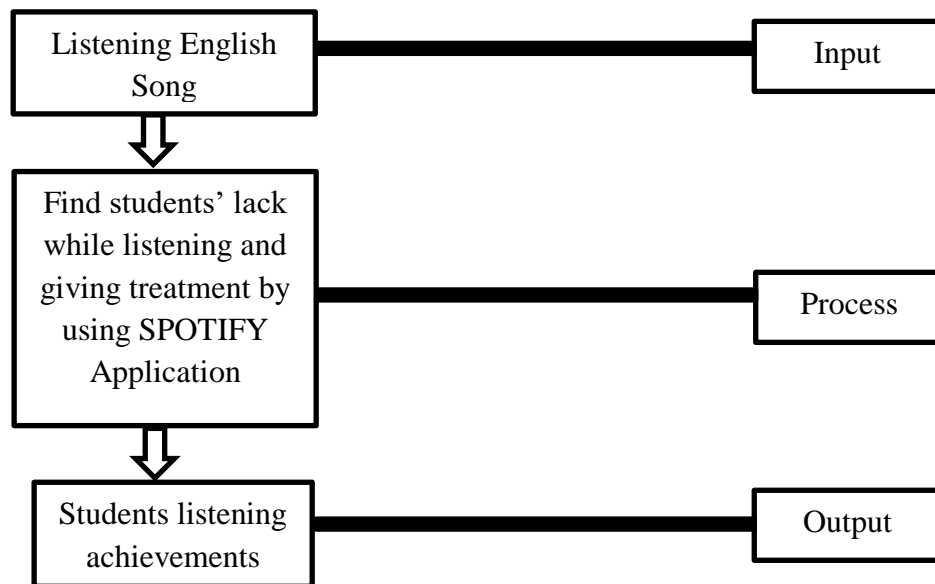 Listening English
Song
Input
Find students’ lack
while listening and
giving treatment by
using SPOTIFY
Application
Process
Students listening
achievements
Output